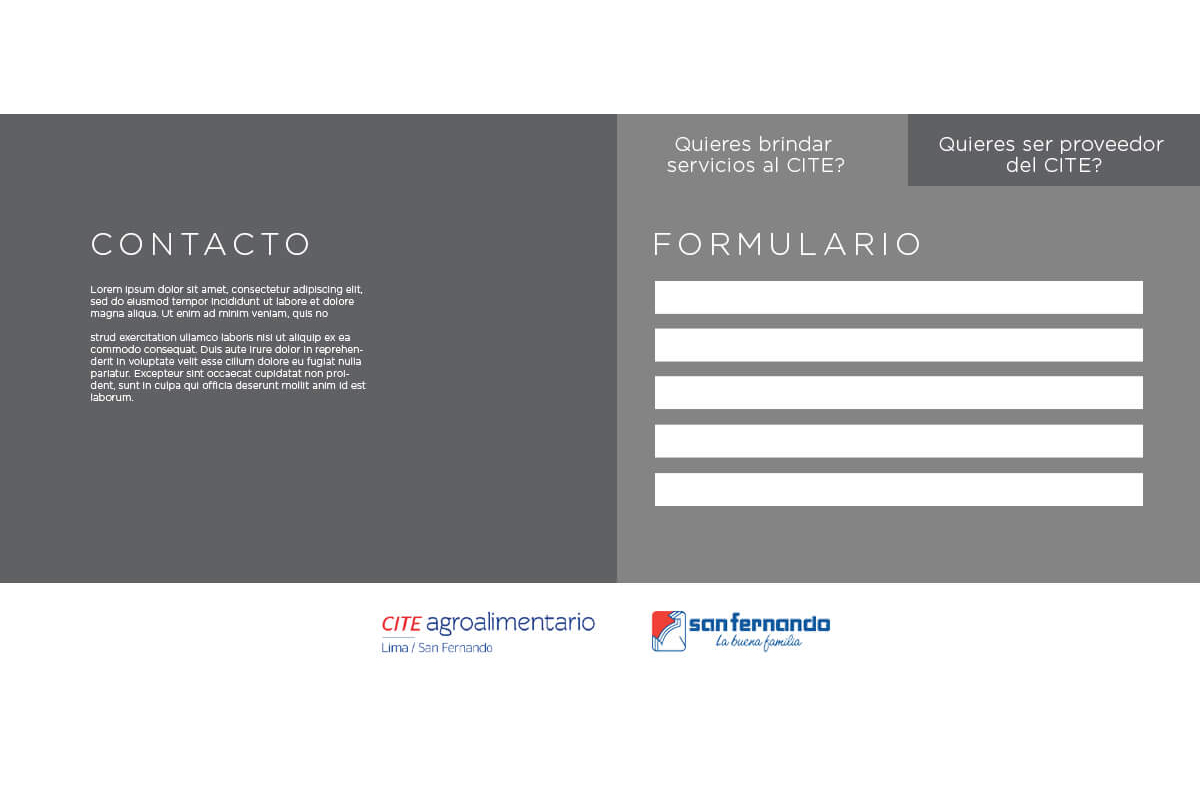 Quieres brindar
servicios al CITE?
Quieres ser proveedor
del CITE?
CONTACTO
Lorem ipsum dolor sit amet, consectetur adipiscing elit,
sed do eiusmod tempor incididunt ut labore et dolore
magna aliqua. Ut enim ad minim veniam, quis no
strud exercitation ullamco laboris nisi ut aliquip ex ea
commodo consequat. Duis aute irure dolor in reprehen-
derit in voluptate velit esse cillum dolore eu fugiat nulla
pariatur. Excepteur sint occaecat cupidatat non proi-
dent, sunt in culpa qui officia deserunt mollit anim id est
laborum.
FORMULARIO
CITE agroalimentario
Lima / San Fernando
san fernando
La buena familia